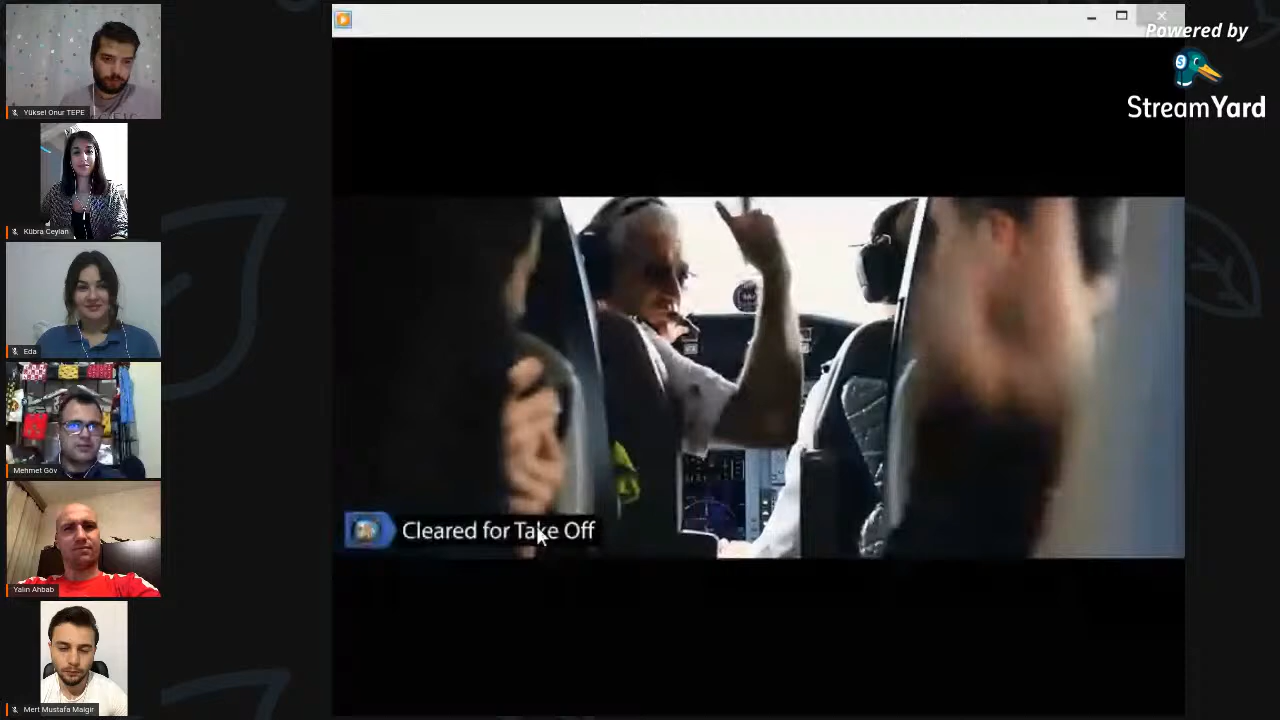 Powered by
StreamYard
Yüksel Onur TEPE
Kübra Ceylan
Eda
Mehmet Göv
Yalın Ahbab
Mert Mustafa Maigir
Cleared for Take Off